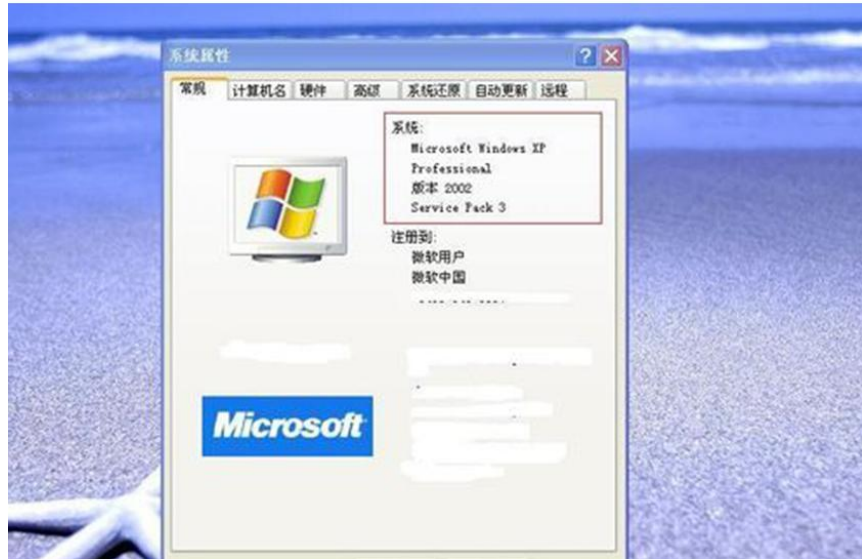 系统属性
常规 计算机名 硬件 高级 系统还原 自动更新 远程
系统:
Microsoft Windows XP
Professional
版本 2002
Service Pack 3
注册到:
微软用户
微软中国
Microsoft